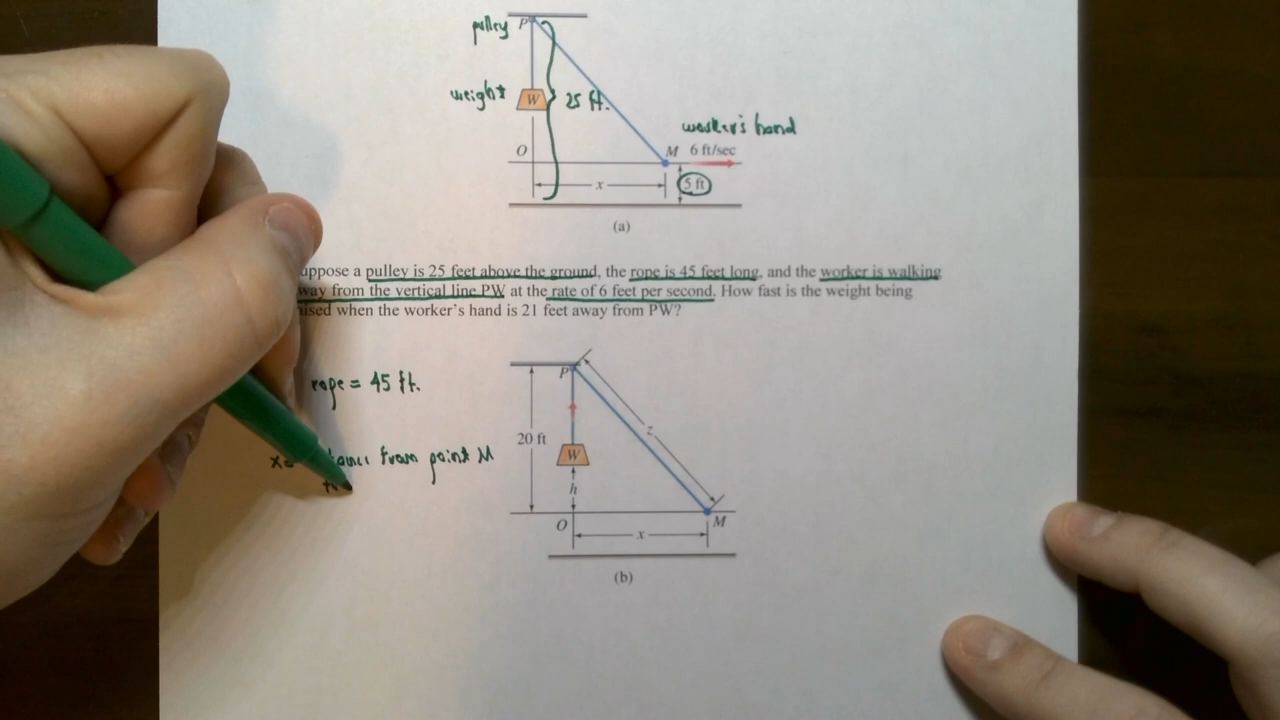 pulley P
weight W 25 ft.
worker's hand
O M 6 ft/sec
x 5 ft
(a)
uppose a pulley is 25 feet above the ground, the rope is 45 feet long, and the worker is walking
way from the vertical line PW at the rate of 6 feet per second. How fast is the weight being
ised when the worker's hand is 21 feet away from PW?
P
rope = 45 ft.
20 ft z
W
from point M
h
O x M
(b)